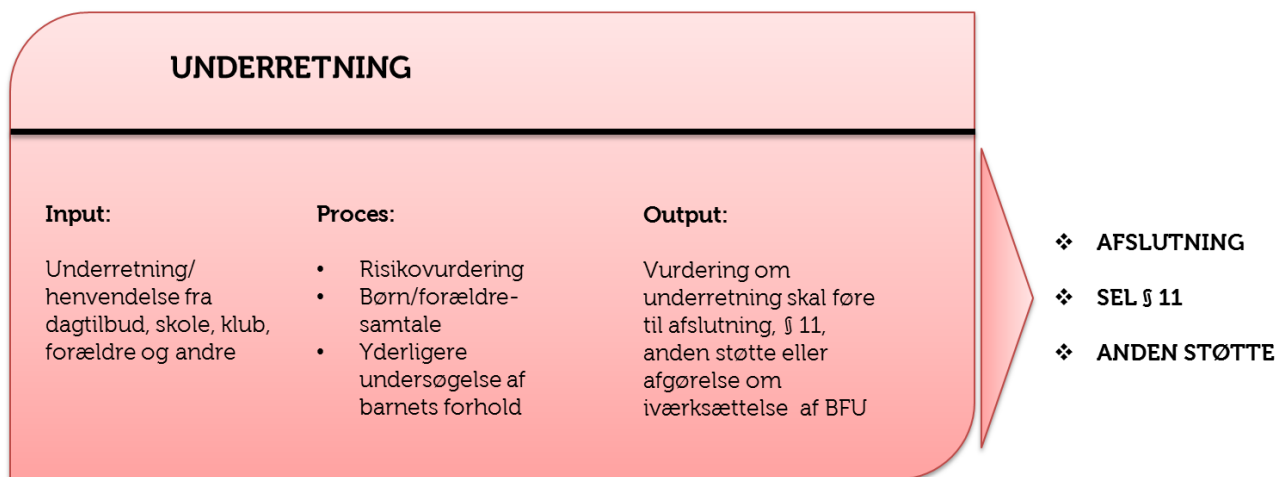 UNDERRETNING
Input:
Underretning/
henvendelse fra
dagtilbud, skole, klub,
forældre og andre
Proces:
• Risikovurdering
• Børn/forældre-
samtale
• Yderligere
undersøgelse af
barnets forhold
Output:
Vurdering om
underretning skal føre
til afslutning, § 11,
anden støtte eller
afgørelse om
iværksættelse af BFU
❖ AFSLUTNING
❖ SEL § 11
❖ ANDEN STØTTE